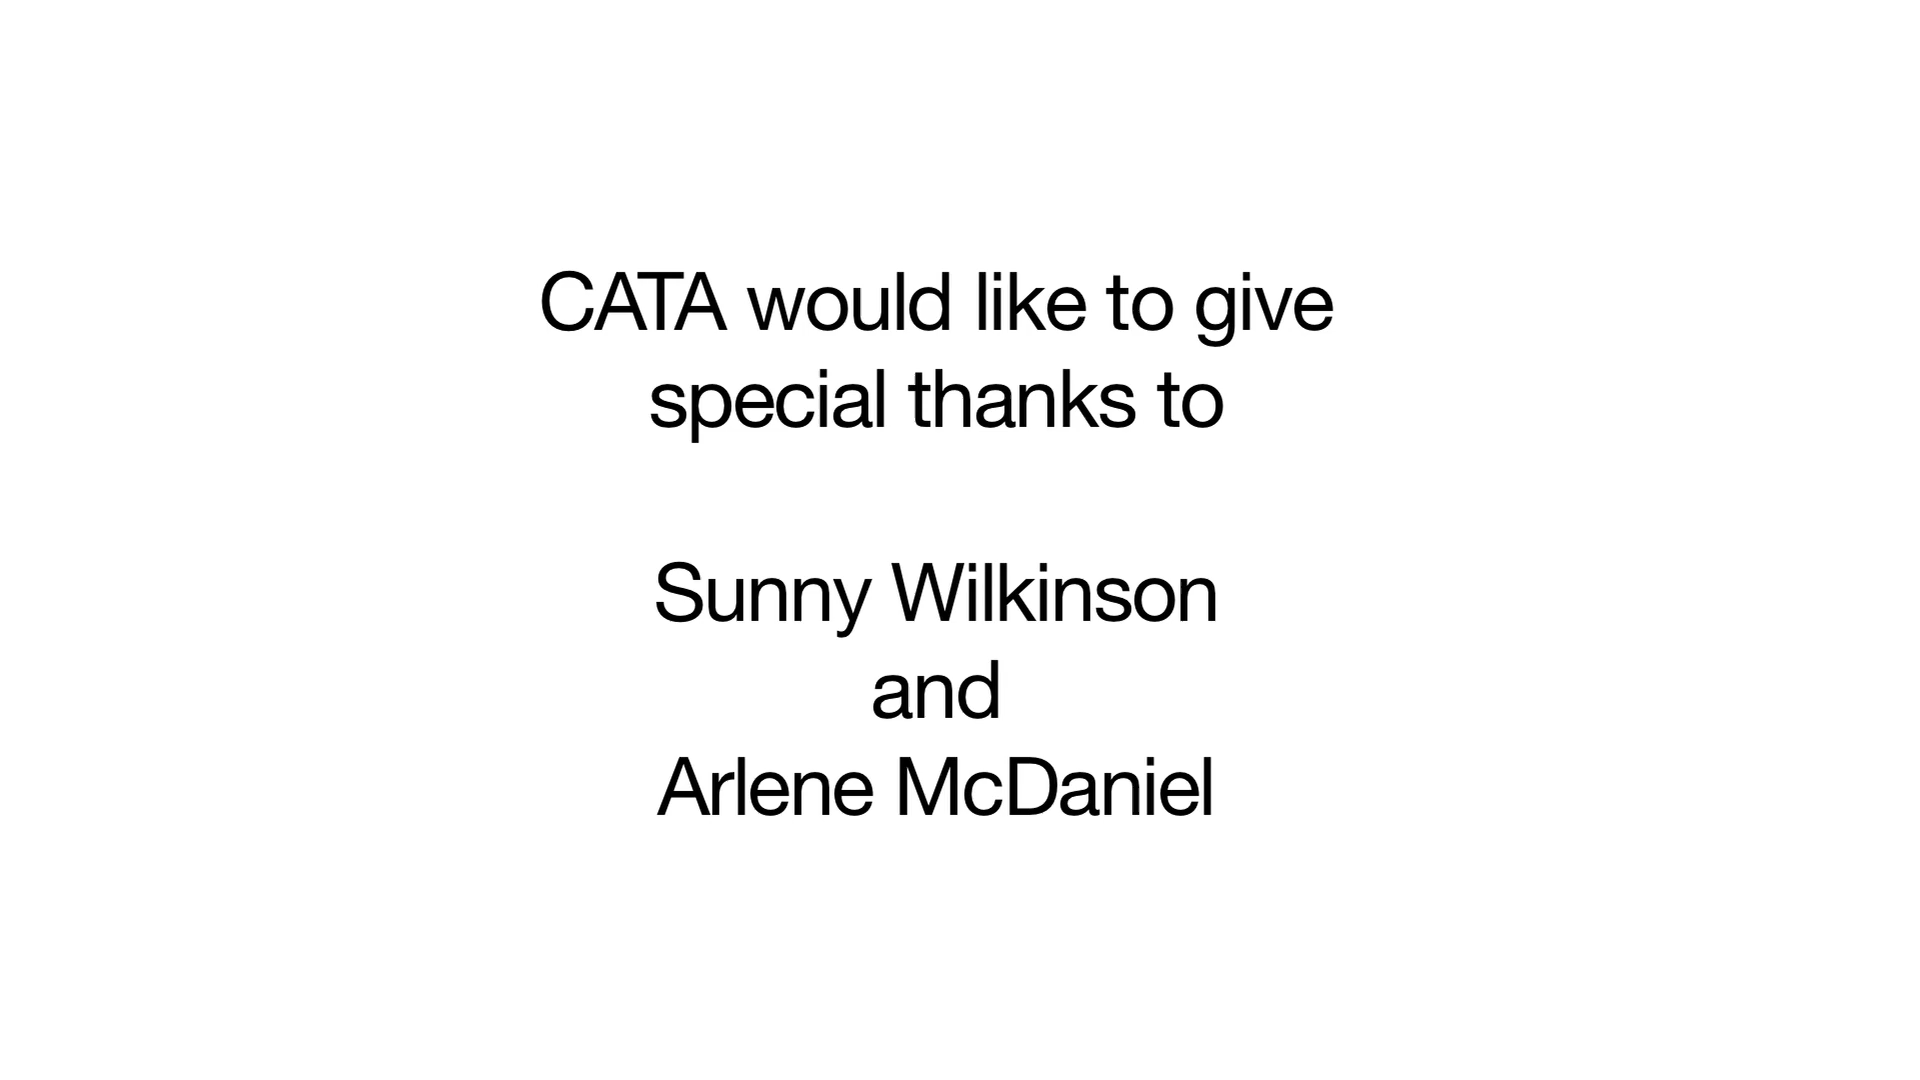 CATA would like to give
special thanks to
Sunny Wilkinson
and
Arlene McDaniel